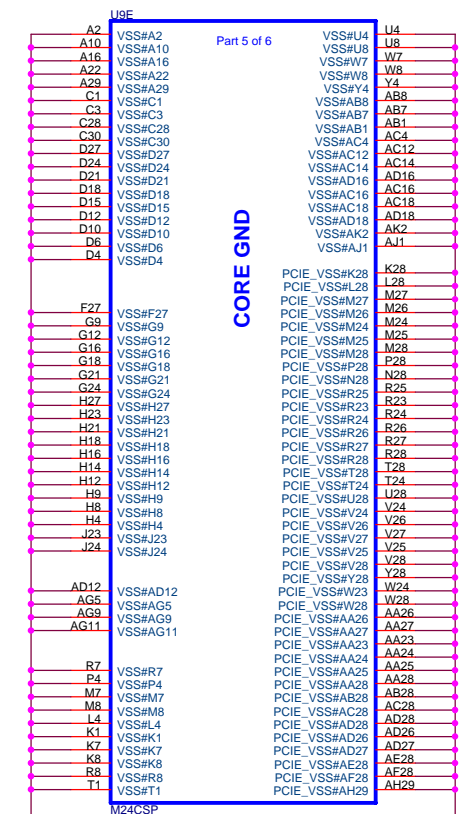 U9E
Part 5 of 6
CORE GND
A2 VSS#A2
A10 VSS#A10
A16 VSS#A16
A22 VSS#A22
A29 VSS#A29
C1 VSS#C1
C3 VSS#C3
C28 VSS#C28
C30 VSS#C30
D27 VSS#D27
D24 VSS#D24
D21 VSS#D21
D18 VSS#D18
D15 VSS#D15
D12 VSS#D12
D10 VSS#D10
D6 VSS#D6
D4 VSS#D4
F27 VSS#F27
G9 VSS#G9
G12 VSS#G12
G16 VSS#G16
G18 VSS#G18
G21 VSS#G21
G24 VSS#G24
H27 VSS#H27
H23 VSS#H23
H21 VSS#H21
H18 VSS#H18
H16 VSS#H16
H14 VSS#H14
H12 VSS#H12
H9 VSS#H9
H8 VSS#H8
H4 VSS#H4
J23 VSS#J23
J24 VSS#J24
AD12 VSS#AD12
AG5 VSS#AG5
AG9 VSS#AG9
AG11 VSS#AG11
R7 VSS#R7
P4 VSS#P4
M7 VSS#M7
M8 VSS#M8
L4 VSS#L4
K1 VSS#K1
K7 VSS#K7
K8 VSS#K8
R8 VSS#R8
T1 VSS#T1
VSS#U4 U4
VSS#U8 U8
VSS#W7 W7
VSS#W8 W8
VSS#Y4 Y4
VSS#AB8 AB8
VSS#AB7 AB7
VSS#AB1 AB1
VSS#AC4 AC4
VSS#AC12 AC12
VSS#AC14 AC14
VSS#AD16 AD16
VSS#AC16 AC16
VSS#AC18 AC18
VSS#AD18 AD18
VSS#AK2 AK2
VSS#AJ1 AJ1
PCIE_VSS#K28 K28
PCIE_VSS#L28 L28
PCIE_VSS#M27 M27
PCIE_VSS#M26 M26
PCIE_VSS#M24 M24
PCIE_VSS#M25 M25
PCIE_VSS#M28 M28
PCIE_VSS#P28 P28
PCIE_VSS#N28 N28
PCIE_VSS#R25 R25
PCIE_VSS#R23 R23
PCIE_VSS#R24 R24
PCIE_VSS#R26 R26
PCIE_VSS#R27 R27
PCIE_VSS#R28 R28
PCIE_VSS#T28 T28
PCIE_VSS#T24 T24
PCIE_VSS#U28 U28
PCIE_VSS#V24 V24
PCIE_VSS#V26 V26
PCIE_VSS#V27 V27
PCIE_VSS#V25 V25
PCIE_VSS#V28 V28
PCIE_VSS#Y28 Y28
PCIE_VSS#W23 W24
PCIE_VSS#W28 W28
PCIE_VSS#AA26 AA26
PCIE_VSS#AA27 AA27
PCIE_VSS#AA23 AA23
PCIE_VSS#AA24 AA24
PCIE_VSS#AA25 AA25
PCIE_VSS#AA28 AA28
PCIE_VSS#AB28 AB28
PCIE_VSS#AC28 AC28
PCIE_VSS#AD28 AD28
PCIE_VSS#AD26 AD26
PCIE_VSS#AD27 AD27
PCIE_VSS#AE28 AE28
PCIE_VSS#AF28 AF28
PCIE_VSS#AH29 AH29
M24CSP